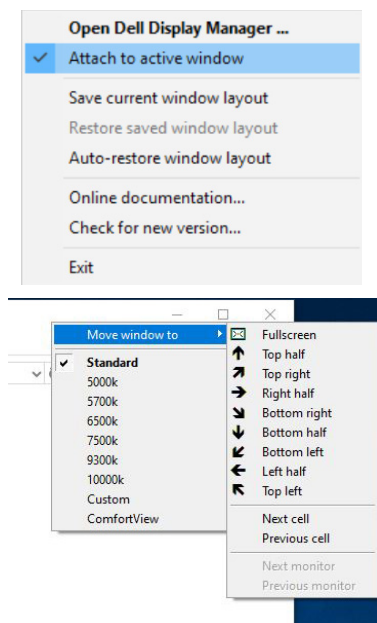 Open Dell Display Manager ...
Attach to active window
Save current window layout
Restore saved window layout
Auto-restore window layout
Online documentation...
Check for new version...
Exit
Move window to
Standard
5000k
5700k
6500k
7500k
9300k
10000k
Custom
ComfortView
Fullscreen
Top half
Top right
Right half
Bottom right
Bottom half
Bottom left
Left half
Top left
Next cell
Previous cell
Next monitor
Previous monitor